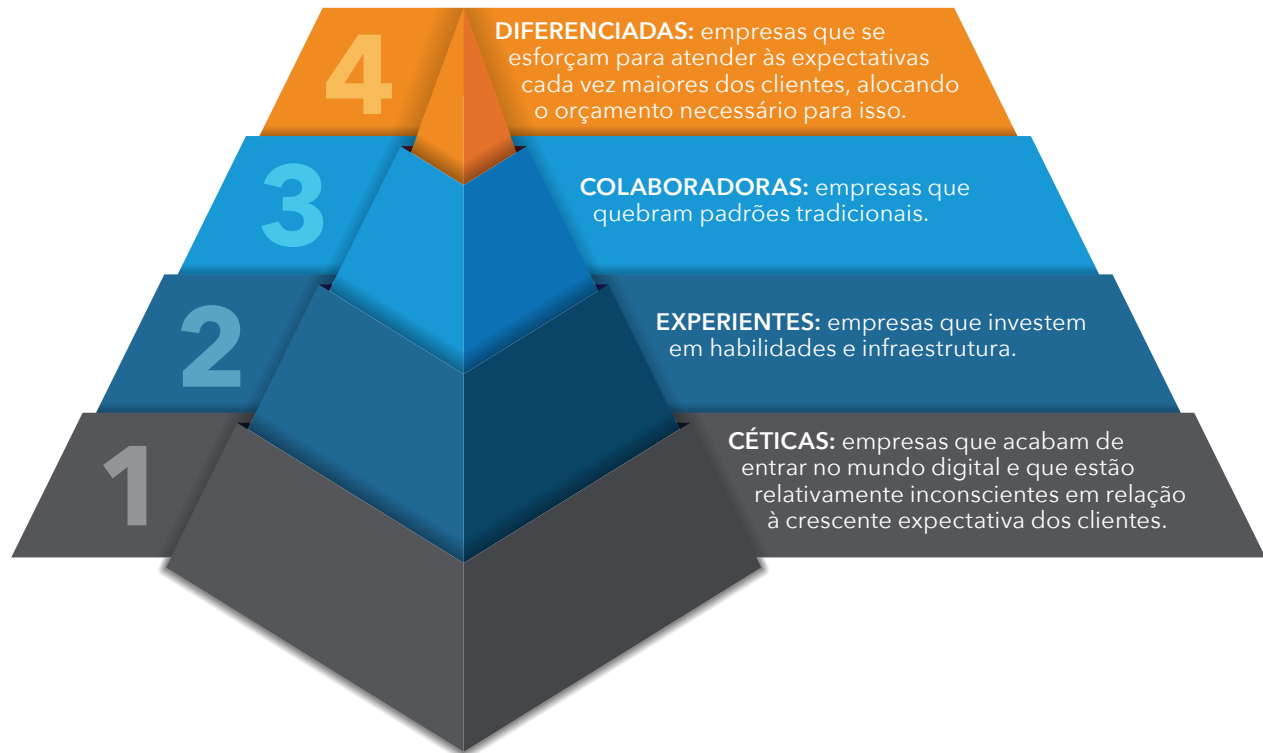 4
DIFERENCIADAS: empresas que se
esforçam para atender às expectativas
cada vez maiores dos clientes, alocando
o orçamento necessário para isso.
3
COLABORADORAS: empresas que
quebram padrões tradicionais.
2
EXPERIENTES: empresas que investem
em habilidades e infraestrutura.
1
CÉTICAS: empresas que acabam de
entrar no mundo digital e que estão
relativamente inconscientes em relação
à crescente expectativa dos clientes.